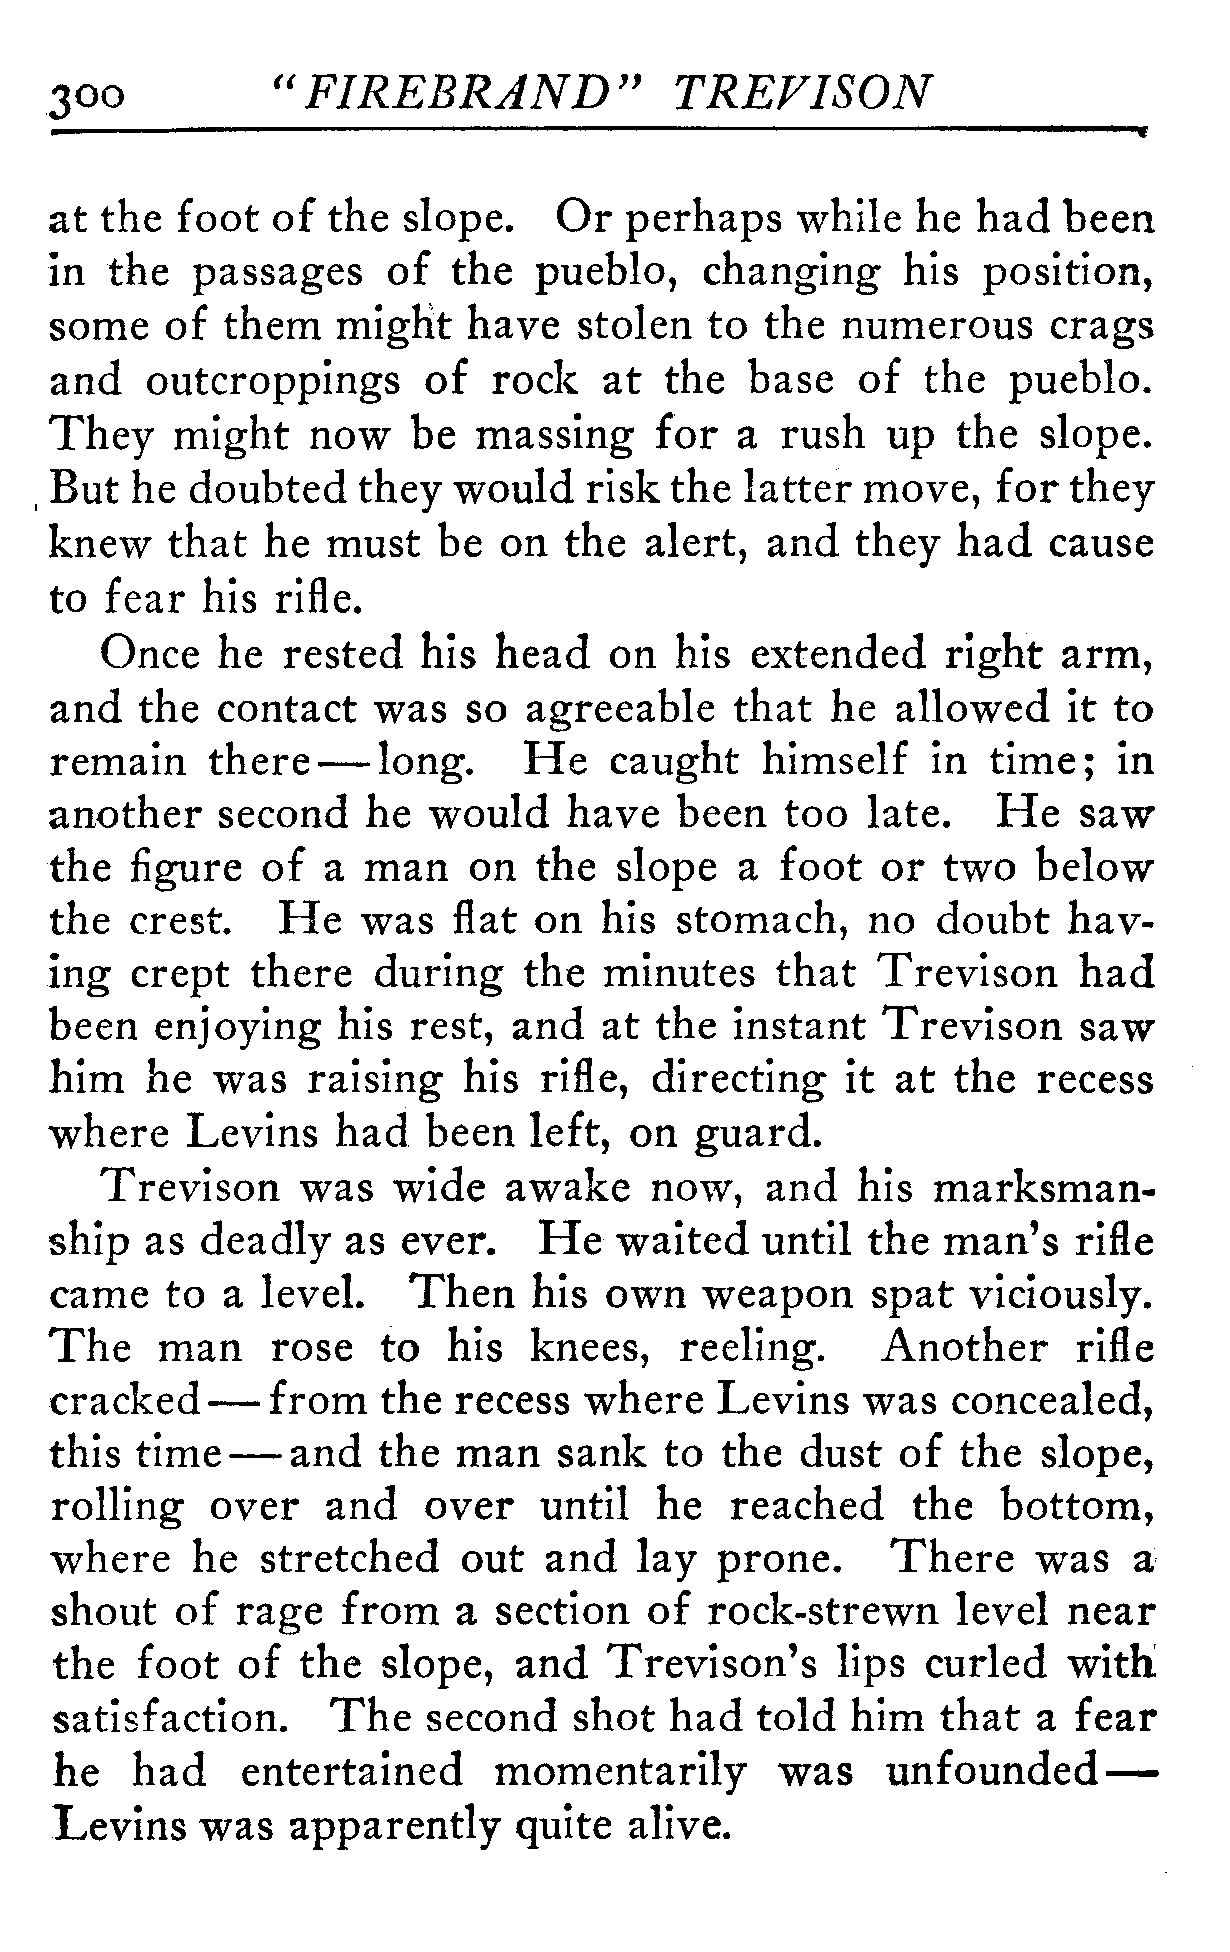 300 "FIREBRAND" TREVISON
at the foot of the slope. Or perhaps while he had been
in the passages of the pueblo, changing his position,
some of them might have stolen to the numerous crags
and outcroppings of rock at the base of the pueblo.
They might now be massing for a rush up the slope.
But he doubted they would risk the latter move, for they
knew that he must be on the alert, and they had cause
to fear his rifle.
Once he rested his head on his extended right arm,
and the contact was so agreeable that he allowed it to
remain there—long. He caught himself in time; in
another second he would have been too late. He saw
the figure of a man on the slope a foot or two below
the crest. He was flat on his stomach, no doubt hav-
ing crept there during the minutes that Trevison had
been enjoying his rest, and at the instant Trevison saw
him he was raising his rifle, directing it at the recess
where Levins had been left, on guard.
Trevison was wide awake now, and his marksman-
ship as deadly as ever. He waited until the man's rifle
came to a level. Then his own weapon spat viciously.
The man rose to his knees, reeling. Another rifle
cracked—from the recess where Levins was concealed,
this time—and the man sank to the dust of the slope,
rolling over and over until he reached the bottom,
where he stretched out and lay prone. There was a
shout of rage from a section of rock-strewn level near
the foot of the slope, and Trevison's lips curled with
satisfaction. The second shot had told him that a fear
he had entertained momentarily was unfounded—
Levins was apparently quite alive.